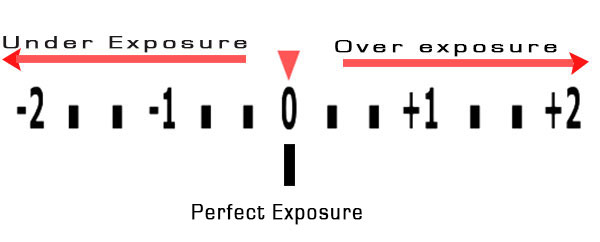 Under Exposure
Over exposure
-2 -1 0 +1 +2
Perfect Exposure